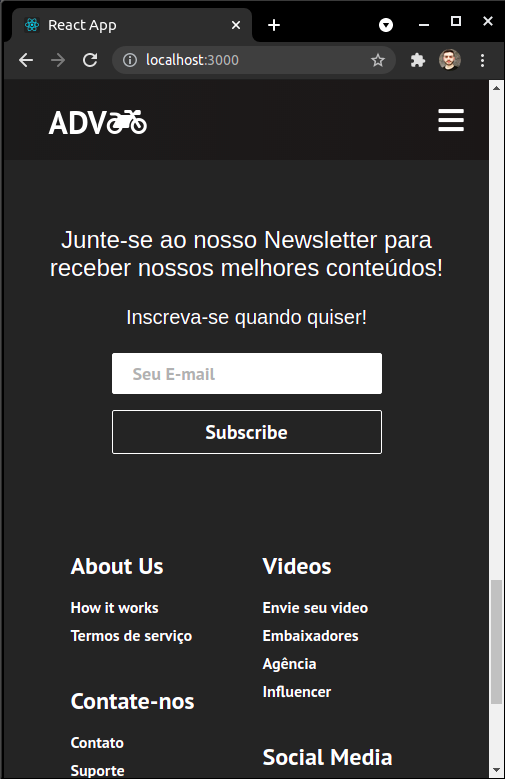 React App
localhost:3000
ADV
Junte-se ao nosso Newsletter para
receber nossos melhores conteúdos!
Inscreva-se quando quiser!
Seu E-mail
Subscribe
About Us
How it works
Termos de serviço
Contate-nos
Contato
Suporte
Videos
Envie seu video
Embaixadores
Agência
Influencer
Social Media